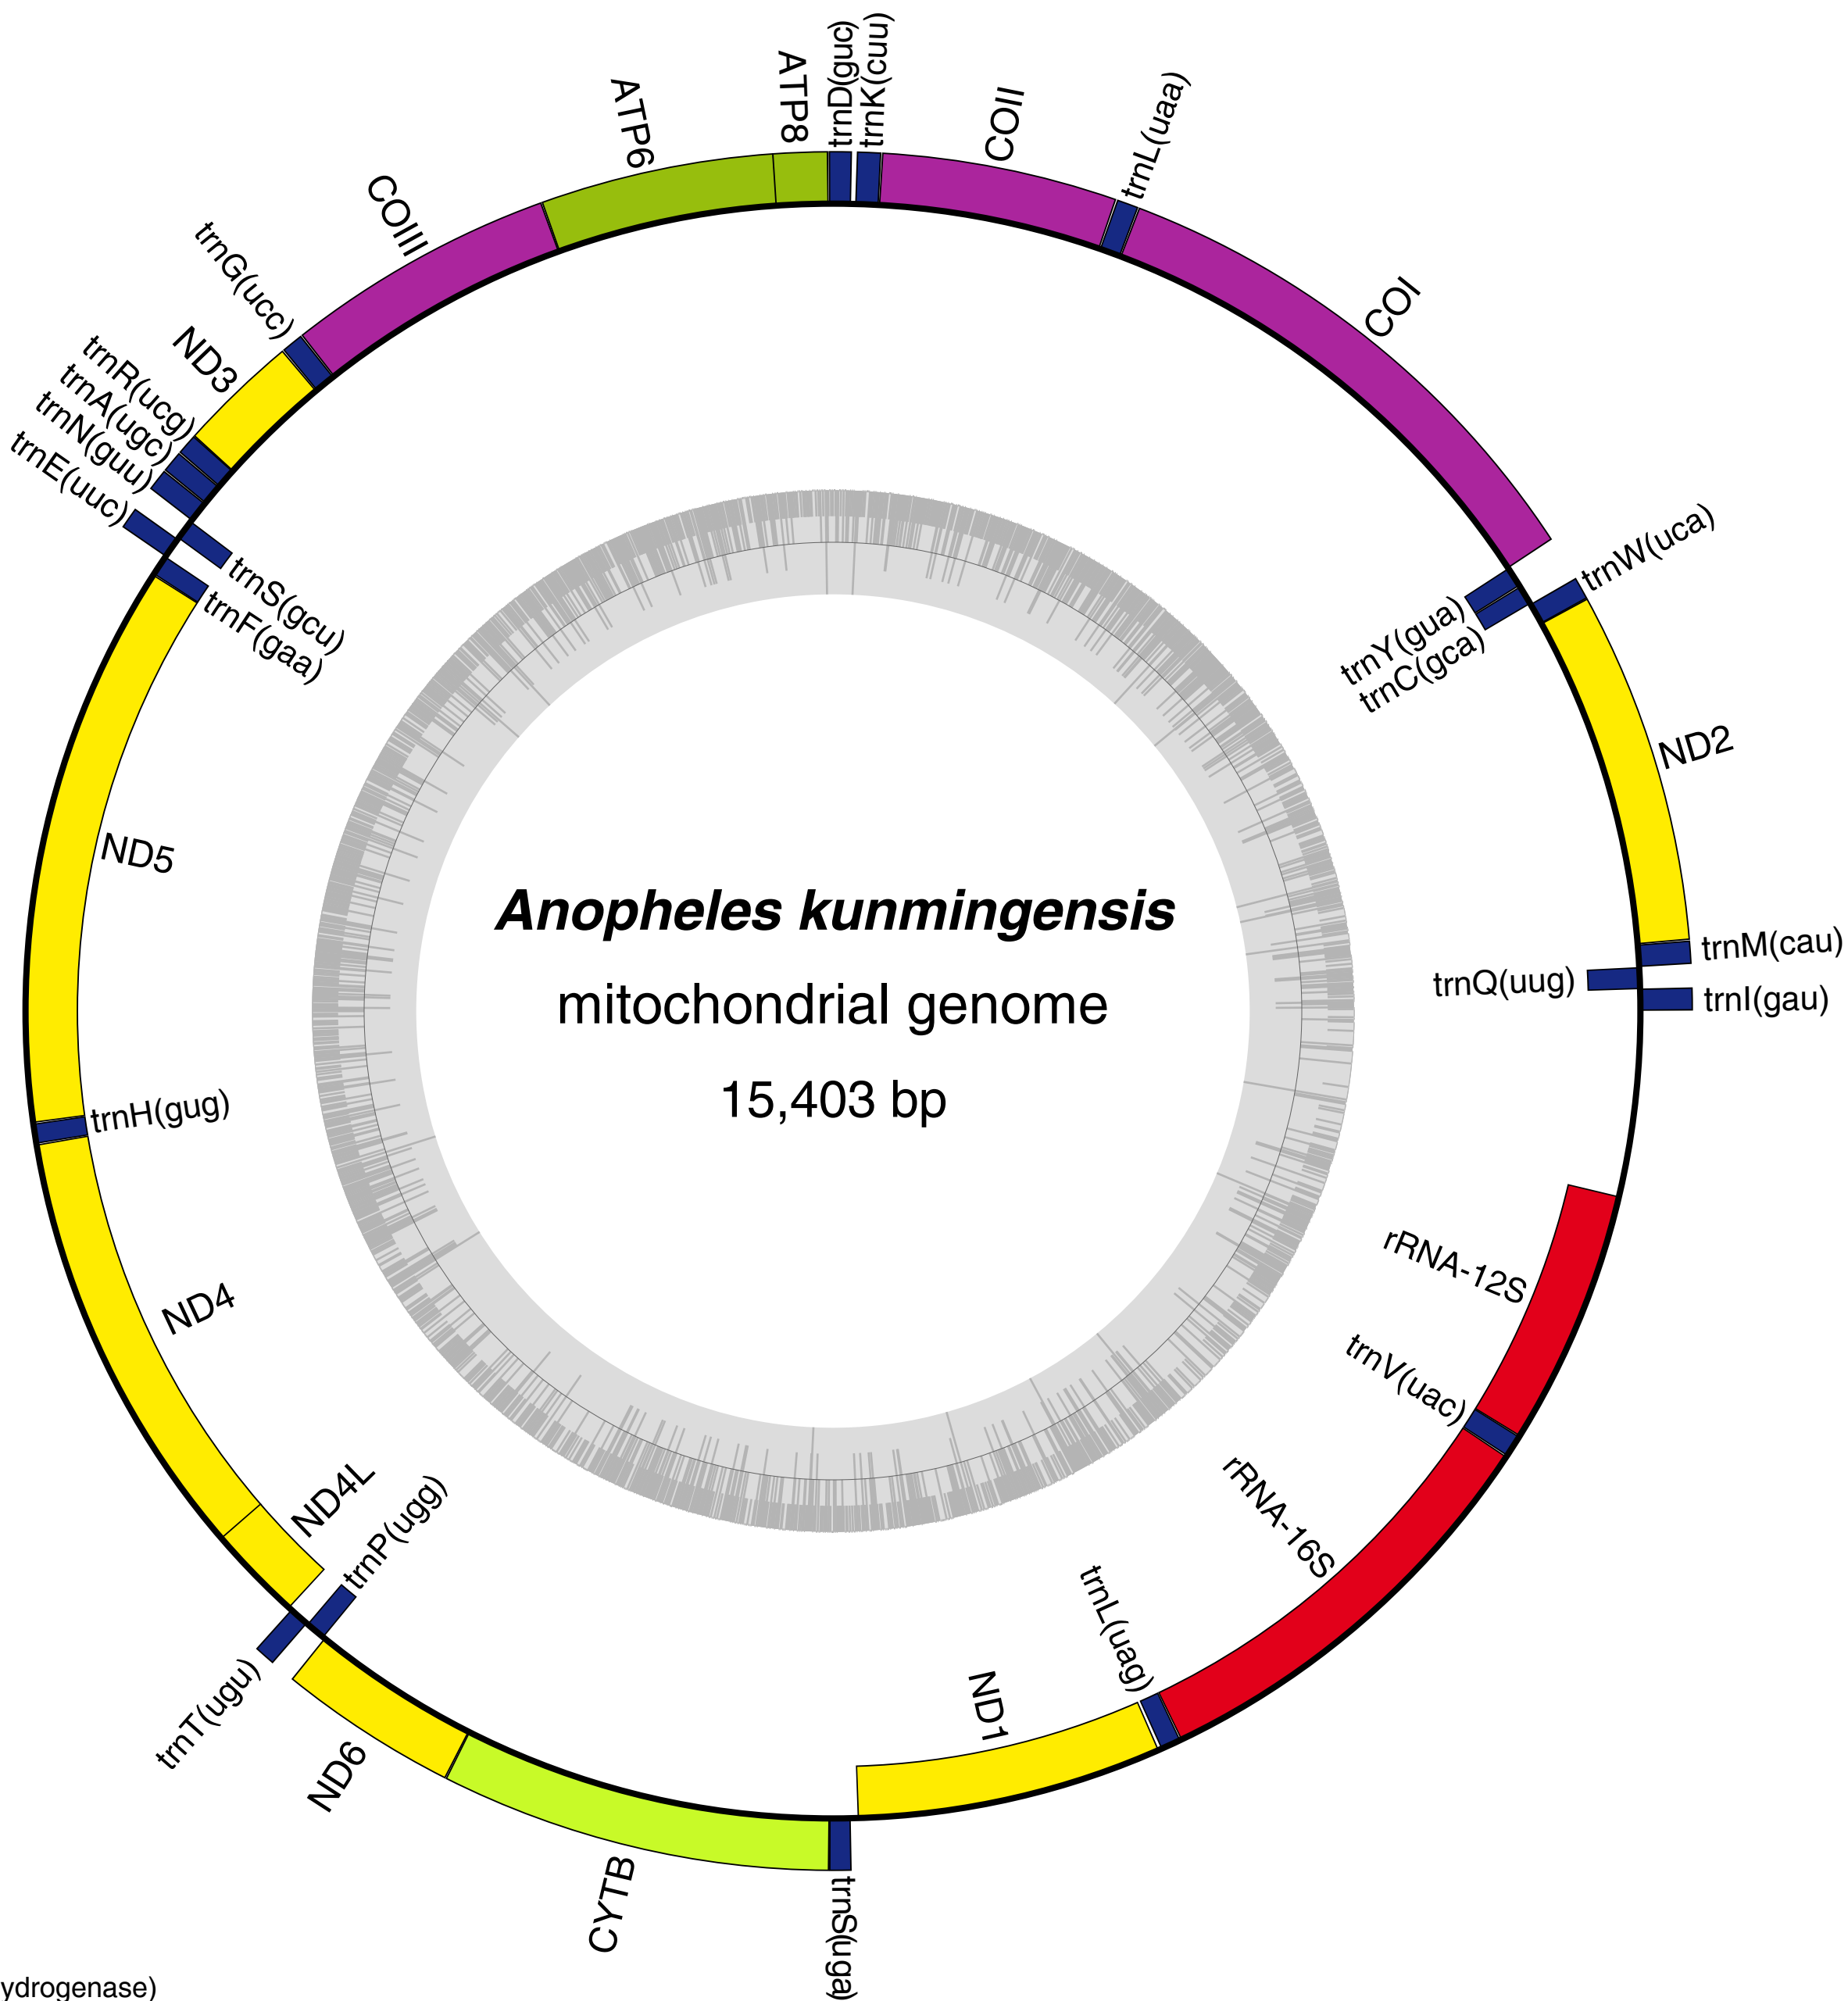 trnD(guc)
trnK(cuu)
COII
trnL(uaa)
COI
trnW(uca)
trnY(gua)
trnC(gca)
ND2
trnM(cau)
trnQ(uug)
trnI(gau)
rRNA-12S
trnV(uac)
rRNA-16S
trnL(uag)
ND1
trnS(uga)
CYTB
ND6
trnT(ugu)
trnP(ugg)
ND4L
ND4
trnH(gug)
ND5
trnF(gaa)
trnS(gcu)
trnE(uuc)
trnN(guu)
trnA(ugc)
trnR(ucg)
ND3
trnG(ucc)
COIII
ATP6
ATP8
Anopheles kunmingensis
mitochondrial genome
15,403 bp
ydrogenase)